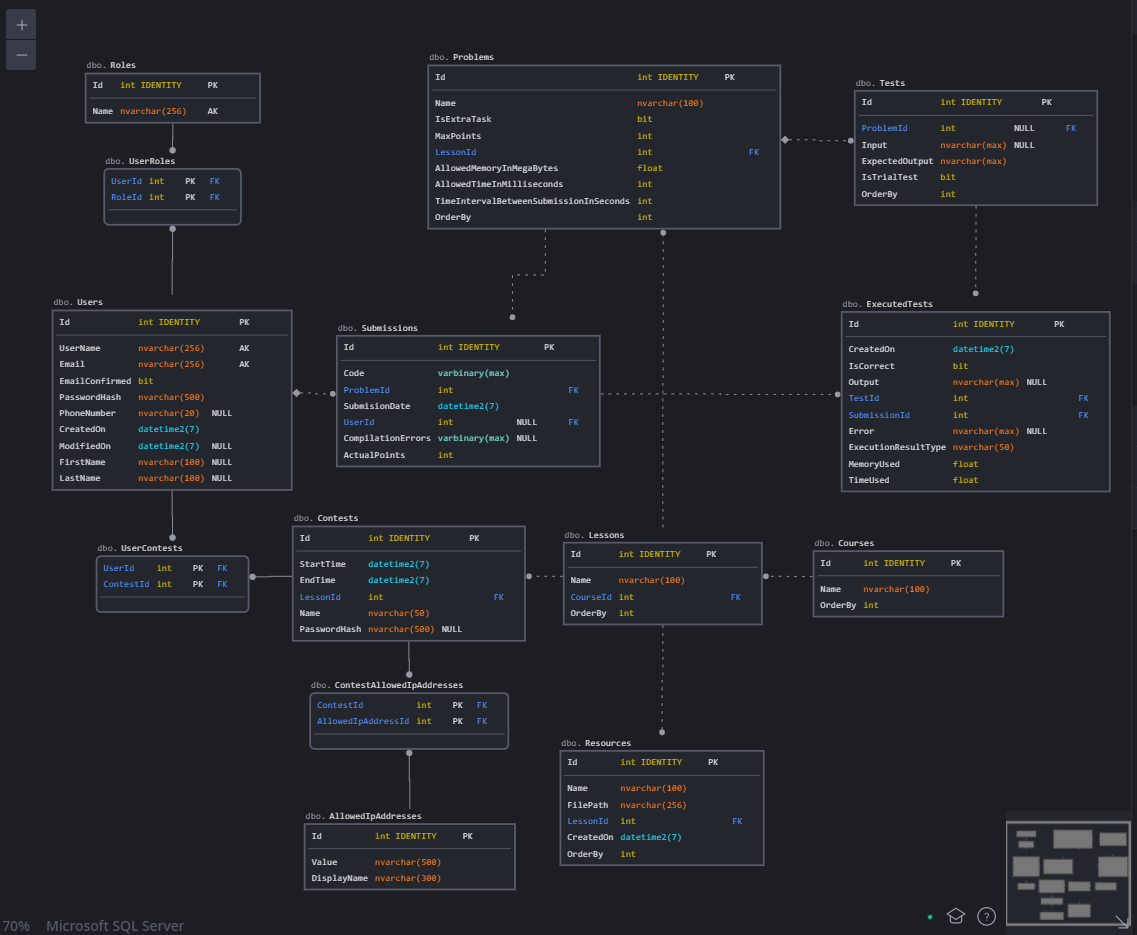 +
−
dbo. Roles
Id int IDENTITY PK
Name nvarchar(256) AK
dbo. UserRoles
UserId int PK FK
RoleId int PK FK
dbo. Problems
Id int IDENTITY PK
Name nvarchar(100)
IsExtraTask bit
MaxPoints int
LessonId int FK
AllowedMemoryInMegaBytes float
AllowedTimeInMilliseconds int
TimeIntervalBetweenSubmissionInSeconds int
OrderBy int
dbo. Tests
Id int IDENTITY PK
ProblemId int NULL FK
Input nvarchar(max) NULL
ExpectedOutput nvarchar(max)
IsTrialTest bit
OrderBy int
dbo. Users
Id int IDENTITY PK
UserName nvarchar(256) AK
Email nvarchar(256) AK
EmailConfirmed bit
PasswordHash nvarchar(500)
PhoneNumber nvarchar(20) NULL
CreatedOn datetime2(7)
ModifiedOn datetime2(7) NULL
FirstName nvarchar(100) NULL
LastName nvarchar(100) NULL
dbo. Submissions
Id int IDENTITY PK
Code varbinary(max)
ProblemId int FK
SubmisionDate datetime2(7)
UserId int NULL FK
CompilationErrors varbinary(max) NULL
ActualPoints int
dbo. ExecutedTests
Id int IDENTITY PK
CreatedOn datetime2(7)
IsCorrect bit
Output nvarchar(max) NULL
TestId int FK
SubmissionId int FK
Error nvarchar(max) NULL
ExecutionResultType nvarchar(50)
MemoryUsed float
TimeUsed float
dbo. UserContests
UserId int PK FK
ContestId int PK FK
dbo. Contests
Id int IDENTITY PK
StartTime datetime2(7)
EndTime datetime2(7)
LessonId int FK
Name nvarchar(50)
PasswordHash nvarchar(500) NULL
dbo. Lessons
Id int IDENTITY PK
Name nvarchar(100)
CourseId int FK
OrderBy int
dbo. Courses
Id int IDENTITY PK
Name nvarchar(100)
OrderBy int
dbo. ContestAllowedIpAddresses
ContestId int PK FK
AllowedIpAddressId int PK FK
dbo. Resources
Id int IDENTITY PK
Name nvarchar(100)
FilePath nvarchar(256)
LessonId int FK
CreatedOn datetime2(7)
OrderBy int
dbo. AllowedIpAddresses
Id int IDENTITY PK
Value nvarchar(500)
DisplayName nvarchar(300)
70% Microsoft SQL Server
?